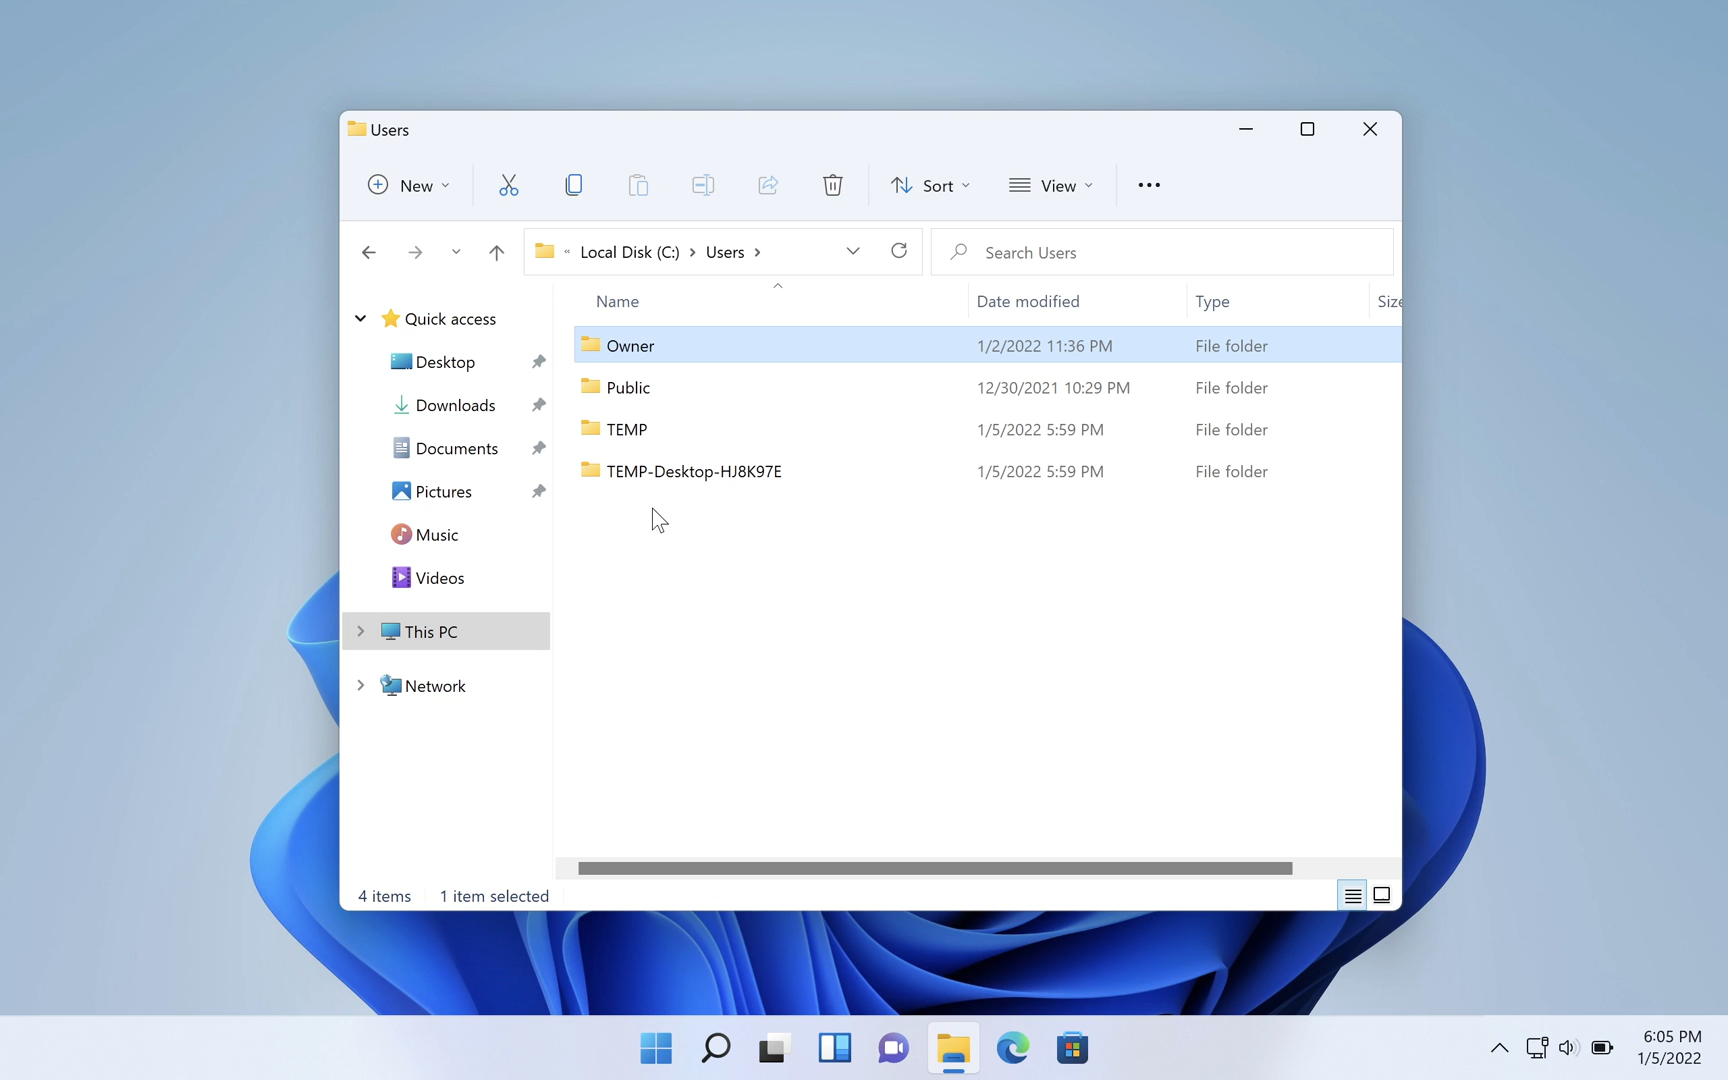 Users
New
Sort
View
« Local Disk (C:) > Users >
Search Users
Name
Date modified
Type
Size
Quick access
Desktop
Downloads
Documents
Pictures
Music
Videos
This PC
Network
Owner 1/2/2022 11:36 PM File folder
Public 12/30/2021 10:29 PM File folder
TEMP 1/5/2022 5:59 PM File folder
TEMP-Desktop-HJ8K97E 1/5/2022 5:59 PM File folder
4 items
1 item selected
6:05 PM
1/5/2022